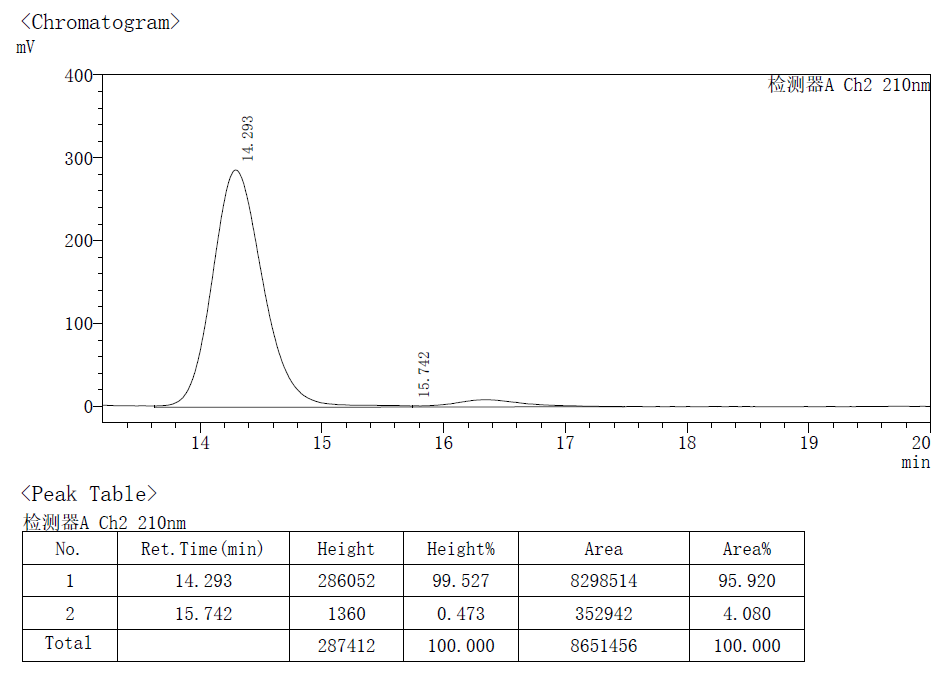 <Chromatogram>
mV
检测器A Ch2 210nm
400
300
200
100
0
14.293
15.742
14 15 16 17 18 19 20
min
<Peak Table>
检测器A Ch2 210nm
No. Ret.Time(min) Height Height% Area Area%
1 14.293 286052 99.527 8298514 95.920
2 15.742 1360 0.473 352942 4.080
Total 287412 100.000 8651456 100.000